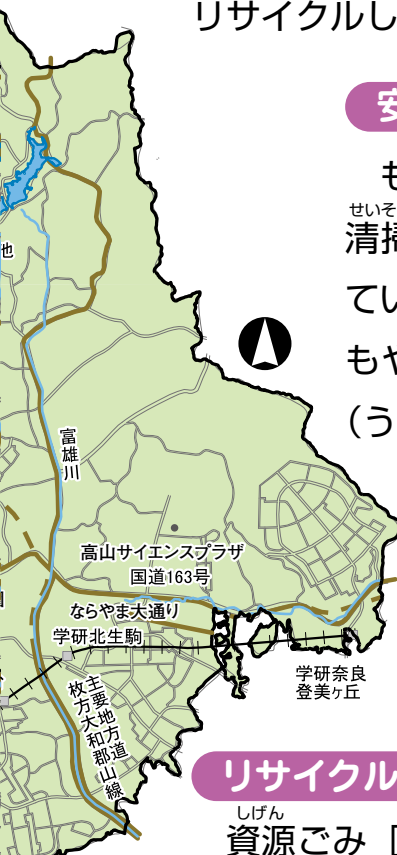 リサイクルし
安
も
せいそ
清掃
てい
もや
（う
池
富雄川
高山サイエンスプラザ
国道163号
ならやま大通り
学研北生駒
主要地方道
枚方大和郡山線
学研奈良
登美ヶ丘
リサイクル
しげん
資源ごみ［